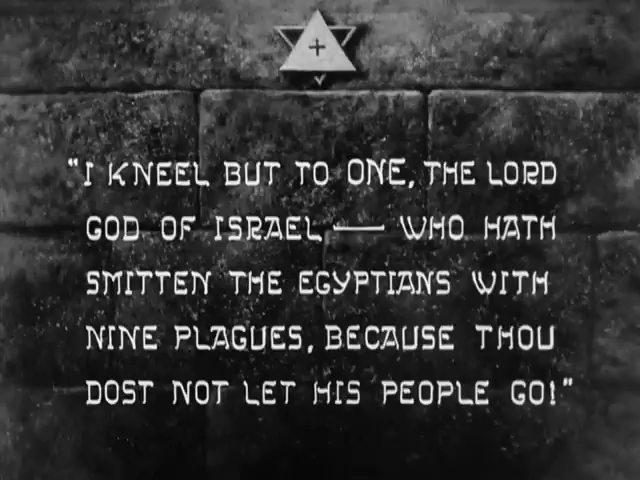 "I KNEEL BUT TO ONE, THE LORD
GOD OF ISRAEL — WHO HATH
SMITTEN THE EGYPTIANS WITH
NINE PLAGUES, BECAUSE THOU
DOST NOT LET HIS PEOPLE GO!"